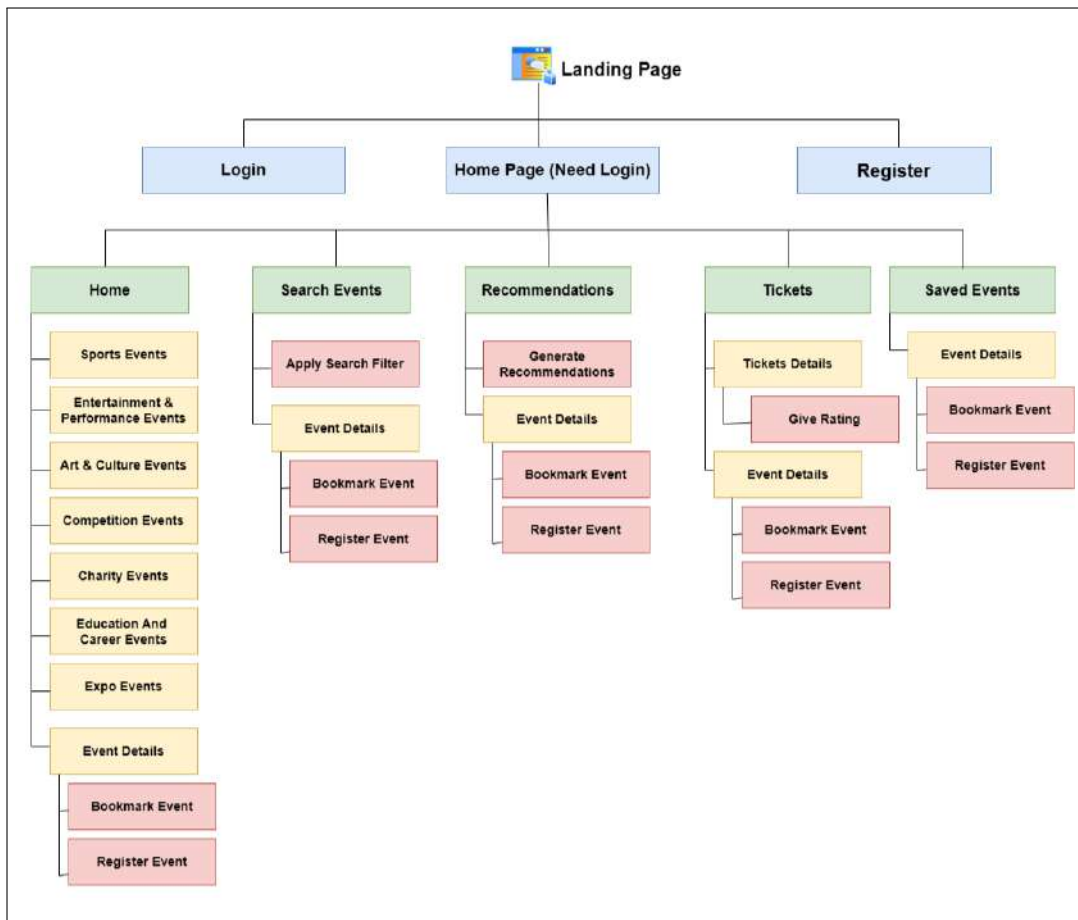 Landing Page
Login
Home Page (Need Login)
Register
Home
Search Events
Recommendations
Tickets
Saved Events
Sports Events
Entertainment &
Performance Events
Art & Culture Events
Competition Events
Charity Events
Education And
Career Events
Expo Events
Event Details
Bookmark Event
Register Event
Apply Search Filter
Event Details
Bookmark Event
Register Event
Generate
Recommendations
Event Details
Bookmark Event
Register Event
Tickets Details
Give Rating
Event Details
Bookmark Event
Register Event
Event Details
Bookmark Event
Register Event